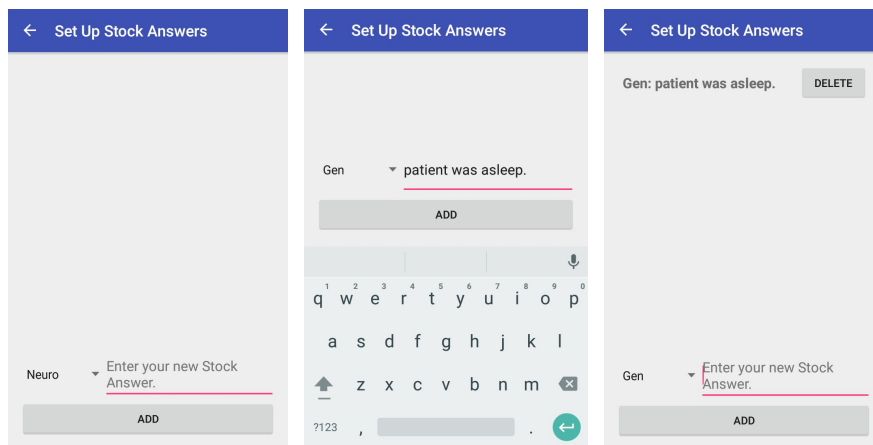 Set Up Stock Answers
Neuro
Enter your new Stock
Answer.
ADD
Set Up Stock Answers
Gen
patient was asleep.
ADD
1 2 3 4 5 6 7 8 9 0
q w e r t y u i o p
a s d f g h j k l
z x c v b n m
?123 , .
Set Up Stock Answers
Gen: patient was asleep.
DELETE
Gen
Enter your new Stock
Answer.
ADD